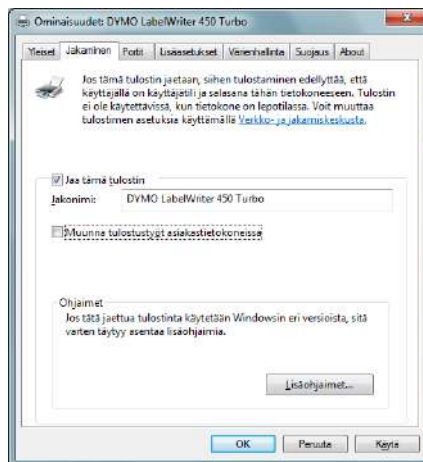 Ominaisuudet: DYMO LabelWriter 450 Turbo
Yleiset Jakaminen Portit Lisäasetukset Värienhallinta Suojaus About
Jos tämä tulostin jaetaan, siihen tulostaminen edellyttää, että
käyttäjällä on käyttäjätili ja salasana tähän tietokoneeseen. Tulostin
ei ole käytettävissä, kun tietokone on lepotilassa. Voit muuttaa
tulostimen asetuksia käyttämällä Verkko- ja jakamiskeskusta.
Jaa tämä tulostin
Jakonimi: DYMO LabelWriter 450 Turbo
Muunna tulostustyöt asiakastietokoneissa
Ohjaimet
Jos tätä jaettua tulostinta käytetään Windowsin eri versioista, sitä
varten täytyy asentaa lisäohjaimia.
Lisäohjaimet...
OK Peruuta Käytä